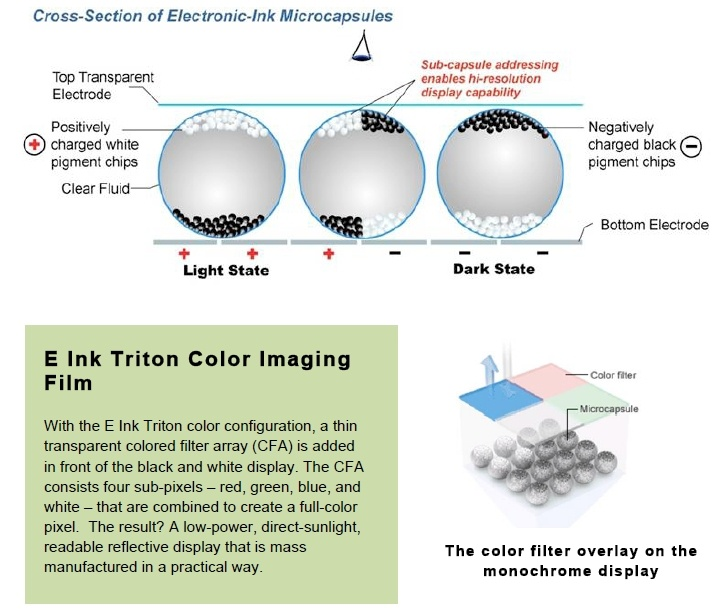 Cross-Section of Electronic-Ink Microcapsules
Sub-capsule addressing
enables hi-resolution
display capability
Top Transparent
Electrode
Positively
charged white
pigment chips
+
Clear Fluid
Negatively
charged black
pigment chips
−
Bottom Electrode
+ + + − − −
Light State
Dark State
E Ink Triton Color Imaging
Film
With the E Ink Triton color configuration, a thin
transparent colored filter array (CFA) is added
in front of the black and white display. The CFA
consists four sub-pixels – red, green, blue, and
white – that are combined to create a full-color
pixel.  The result? A low-power, direct-sunlight,
readable reflective display that is mass
manufactured in a practical way.
Color filter
Microcapsule
The color filter overlay on the
monochrome display